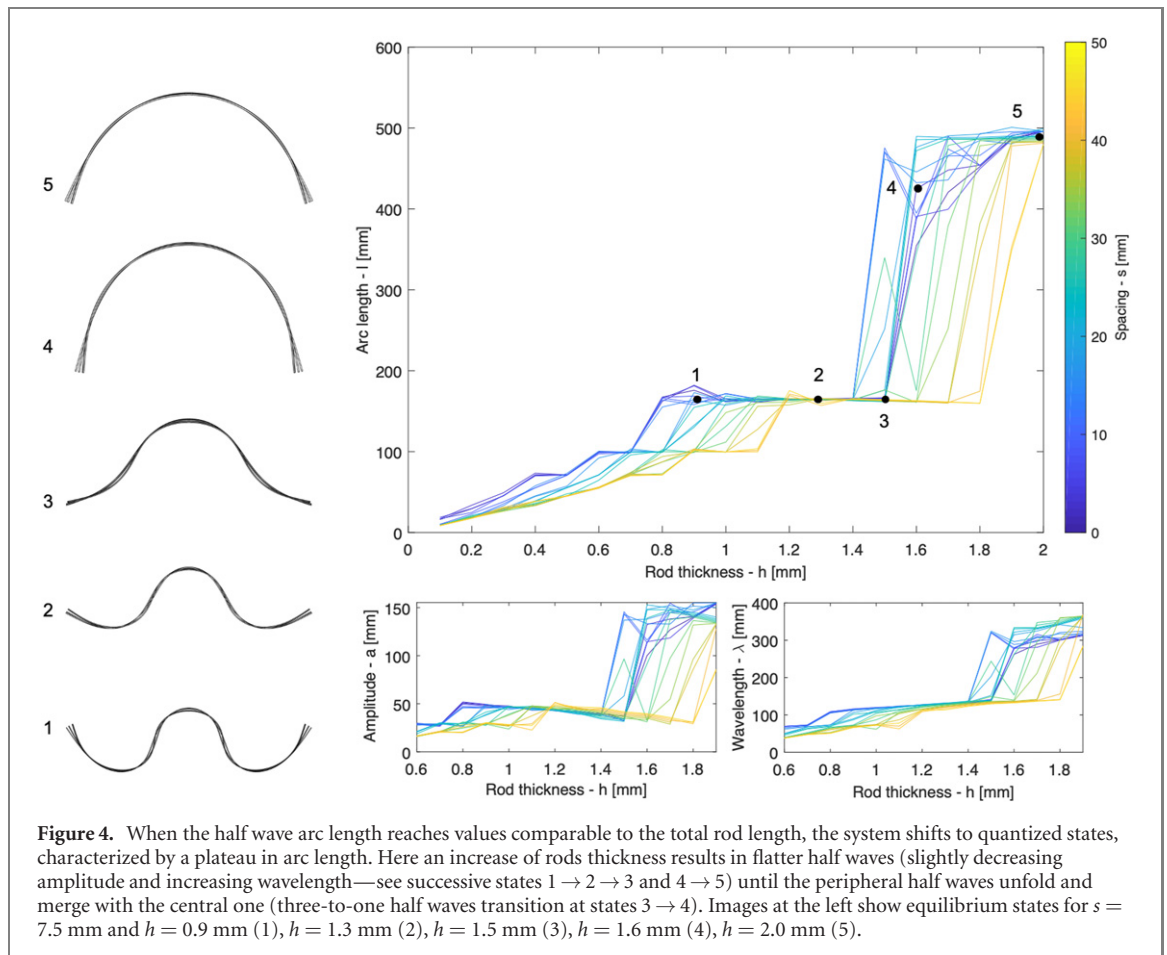 5
4
3
2
1
600
500
400
300
200
100
0
Arc length - l [mm]
0 0.2 0.4 0.6 0.8 1 1.2 1.4 1.6 1.8 2
Rod thickness - h [mm]
1
2
3
4
5
50
40
30
20
10
0
Spacing - s [mm]
150
100
50
0
Amplitude - a [mm]
0.6 0.8 1 1.2 1.4 1.6 1.8
Rod thickness - h [mm]
400
300
200
100
0
Wavelength - λ [mm]
0.6 0.8 1 1.2 1.4 1.6 1.8
Rod thickness - h [mm]
Figure 4. When the half wave arc length reaches values comparable to the total rod length, the system shifts to quantized states,
characterized by a plateau in arc length. Here an increase of rods thickness results in flatter half waves (slightly decreasing
amplitude and increasing wavelength—see successive states 1 → 2 → 3 and 4 → 5) until the peripheral half waves unfold and
merge with the central one (three-to-one half waves transition at states 3 → 4). Images at the left show equilibrium states for s =
7.5 mm and h = 0.9 mm (1), h = 1.3 mm (2), h = 1.5 mm (3), h = 1.6 mm (4), h = 2.0 mm (5).